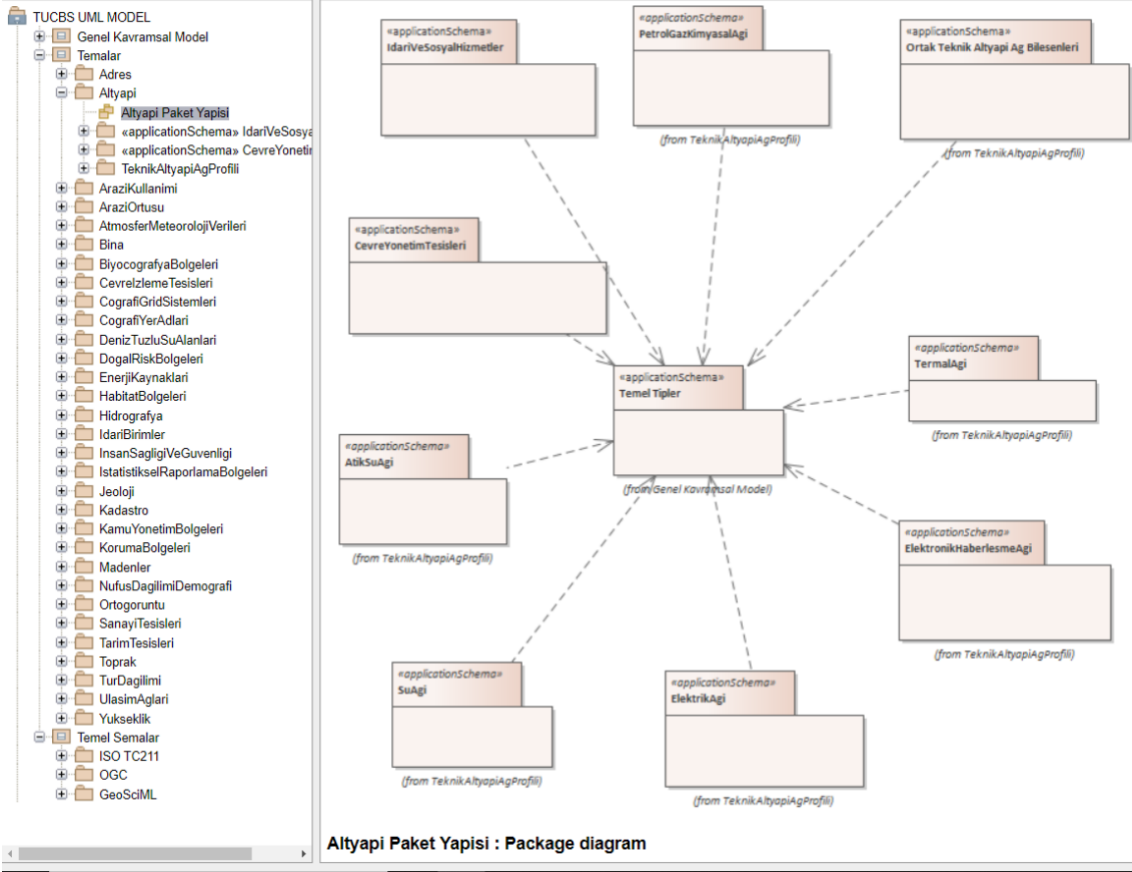 TUCBS UML MODEL
Genel Kavramsal Model
Temalar
Adres
Altyapi
Altyapi Paket Yapisi
«applicationSchema» IdariVeSosya
«applicationSchema» CevreYonetin
TeknikAltyapiAgProfili
AraziKullanimi
AraziOrtusu
AtmosferMeteorolojiVerileri
Bina
BiyocografyaBolgeleri
CevreIzlemeTesisleri
CografiGridSistemleri
CografiYerAdlari
DenizTuzluSuAlanlari
DogalRiskBolgeleri
EnerjiKaynaklari
HabitatBolgeleri
Hidrografya
IdariBirimler
InsanSagligiVeGuvenligi
IstatistikselRaporlamaBolgeleri
Jeoloji
Kadastro
KamuYonetimBolgeleri
KorumaBolgeleri
Madenler
NufusDagilimiDemografi
Ortogoruntu
SanayiTesisleri
TarimTesisleri
Toprak
TurDagilimi
UlasimAglari
Yukseklik
Temel Semalar
ISO TC211
OGC
GeoSciML
«applicationSchema»
IdariVeSosyalHizmetler
«applicationSchema»
PetrolGazKimyasalAgi
(from TeknikAltyapiAgProfili)
«applicationSchema»
Ortak Teknik Altyapi Ag Bilesenleri
(from TeknikAltyapiAgProfili)
«applicationSchema»
CevreYonetimTesisleri
«applicationSchema»
Temel Tipler
(from Genel Kavramsal Model)
«applicationSchema»
TermalAgi
(from TeknikAltyapiAgProfili)
«applicationSchema»
AtikSuAgi
(from TeknikAltyapiAgProfili)
«applicationSchema»
ElektronikHaberlesmeAgi
(from TeknikAltyapiAgProfili)
«applicationSchema»
SuAgi
(from TeknikAltyapiAgProfili)
«applicationSchema»
ElektrikAgi
(from TeknikAltyapiAgProfili)
Altyapi Paket Yapisi : Package diagram